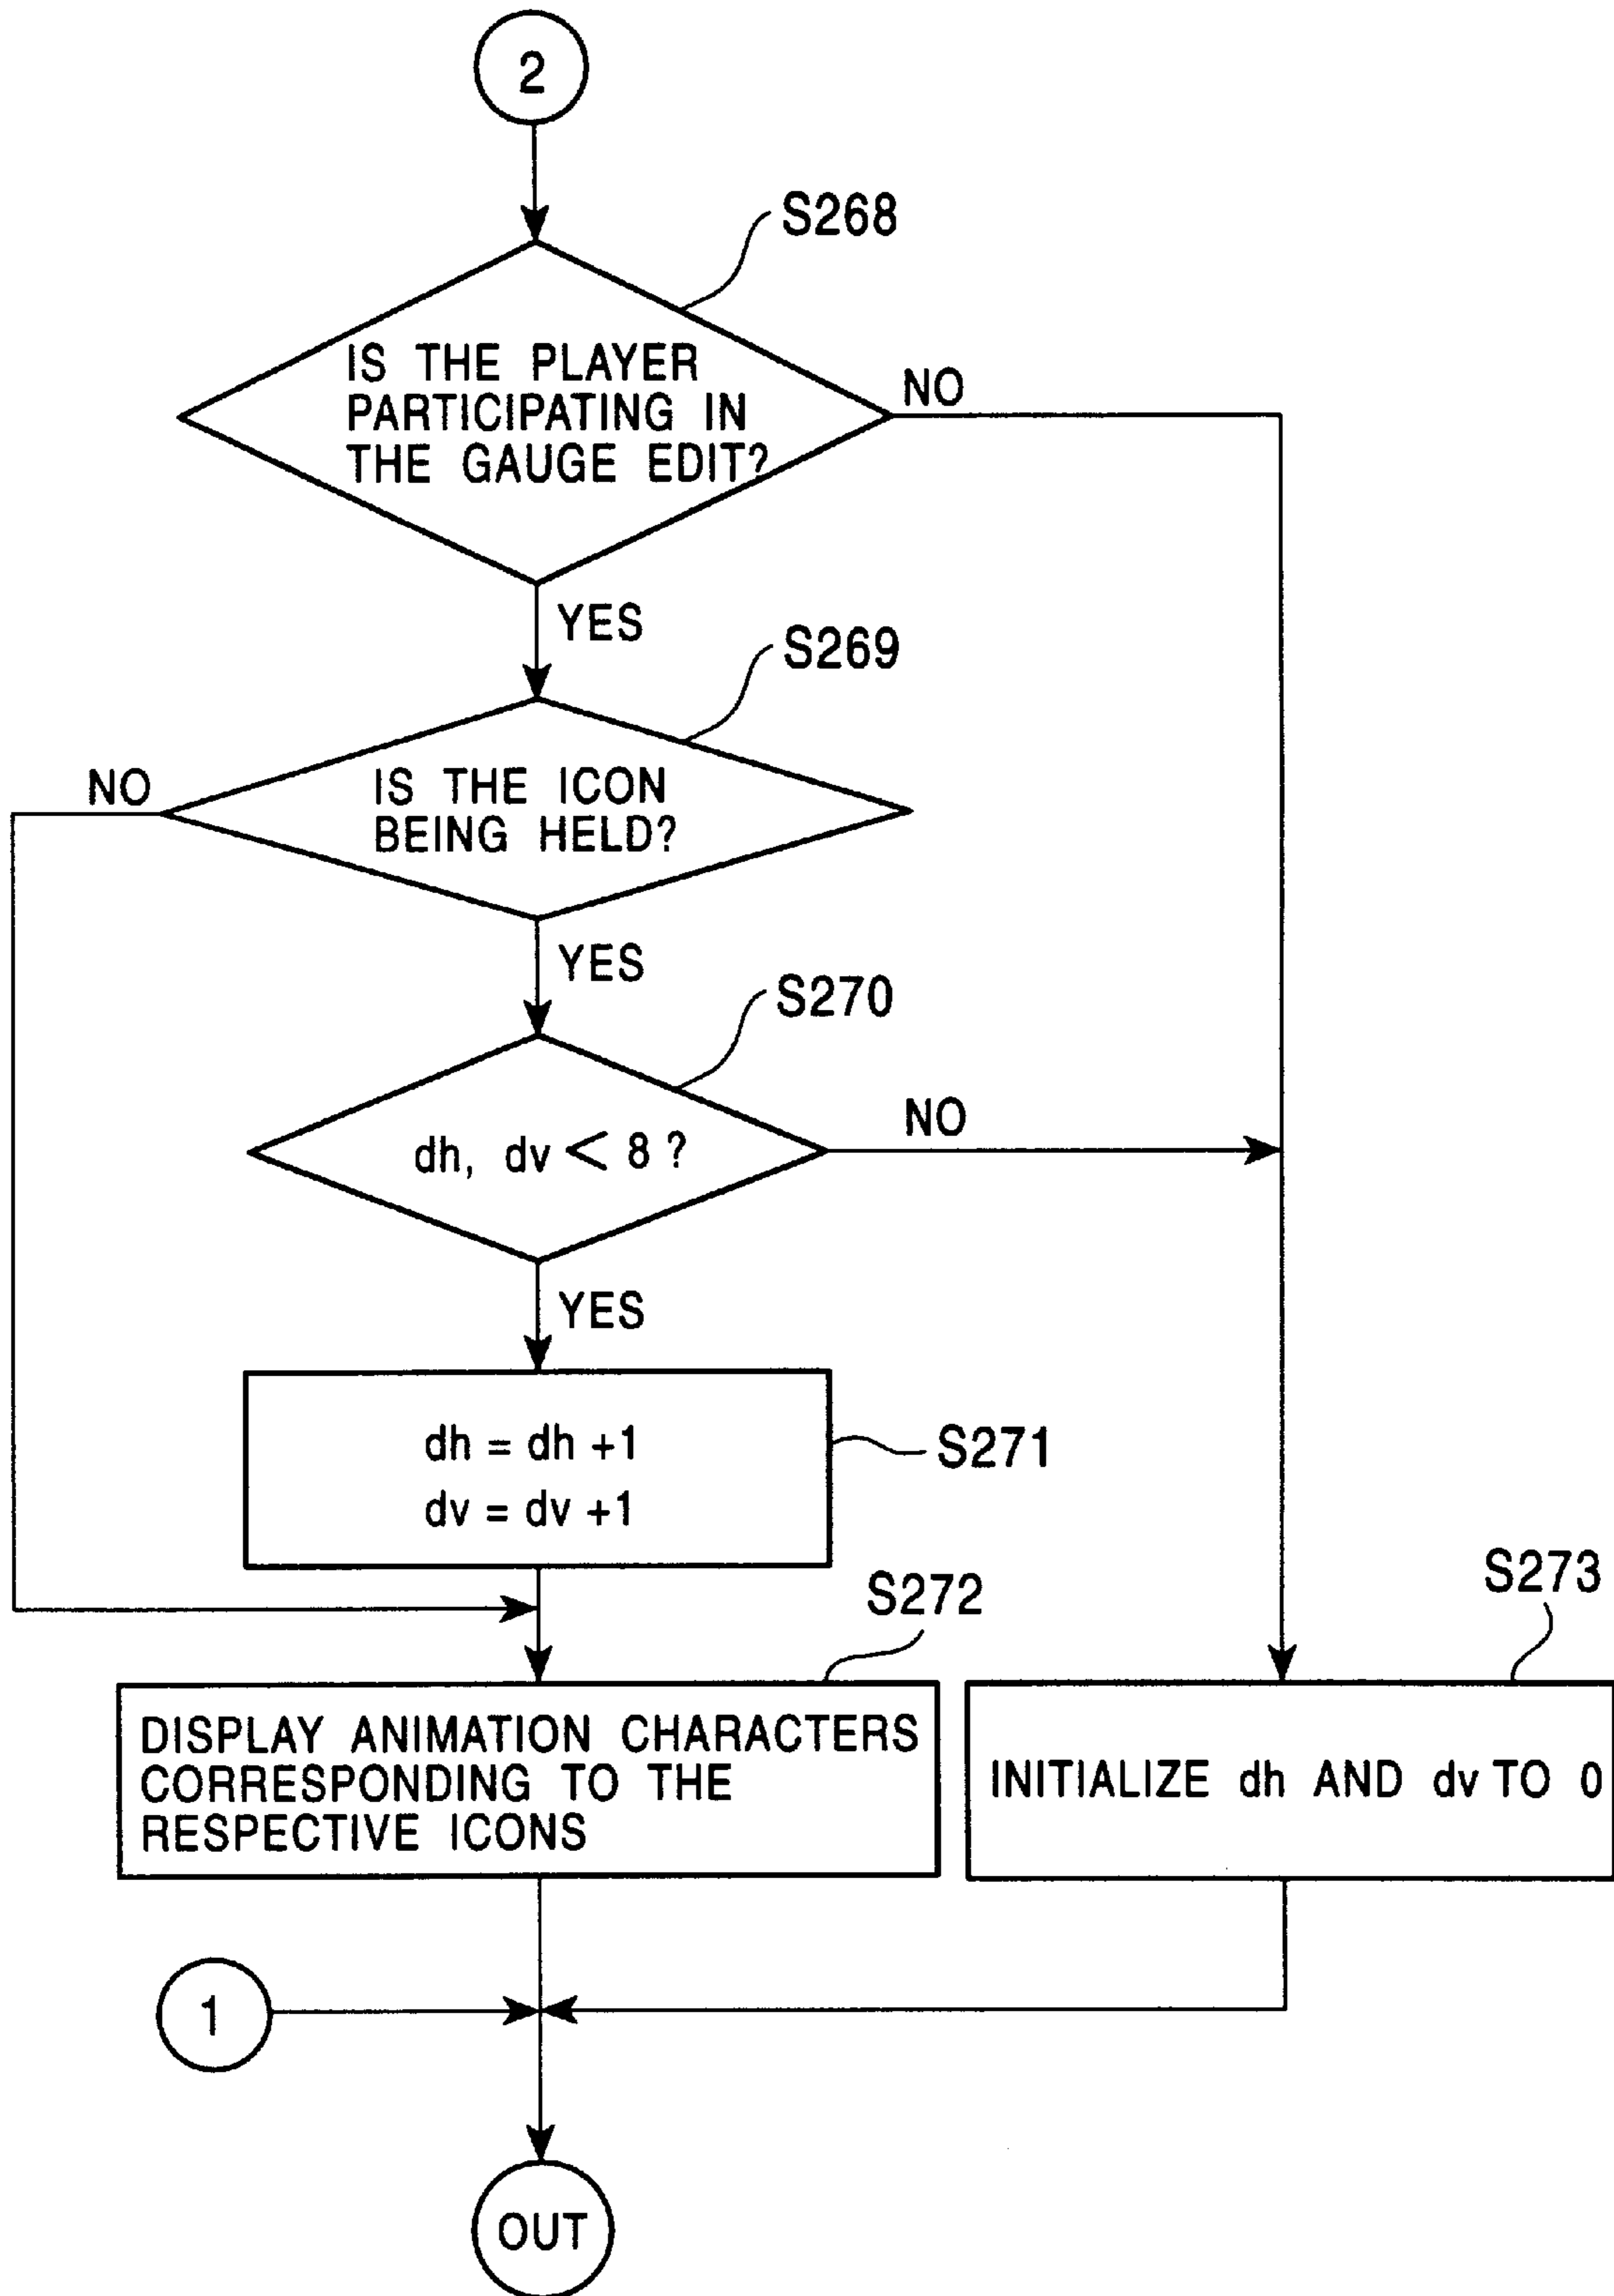 2
S268
IS THE PLAYER
PARTICIPATING IN
THE GAUGE EDIT?
NO
YES
S269
NO
IS THE ICON
BEING HELD?
YES
S270
NO
dh, dv < 8 ?
YES
dh = dh +1
dv = dv +1
S271
S272
S273
DISPLAY ANIMATION CHARACTERS
CORRESPONDING TO THE
RESPECTIVE ICONS
INITIALIZE dh AND dv TO 0
1
OUT